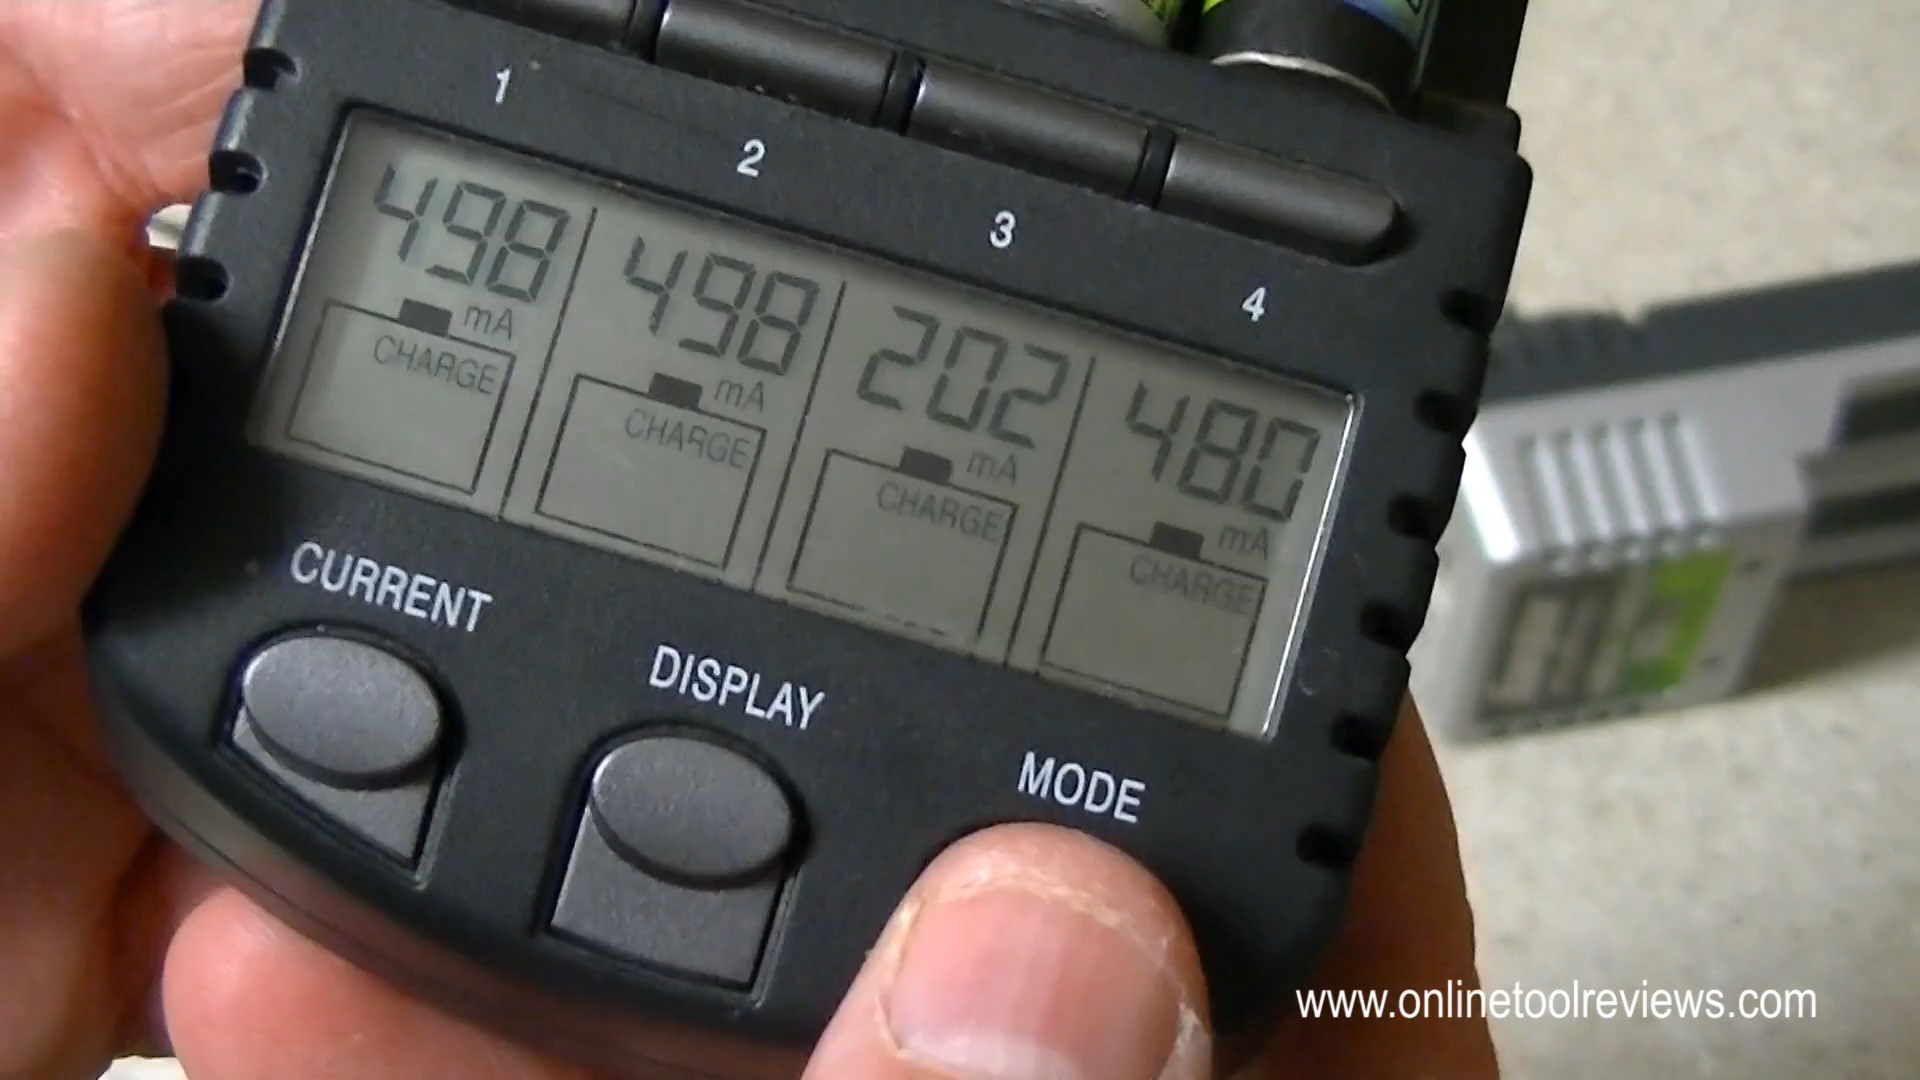 1 2 3 4
498 498 202 480
mA mA mA mA
CHARGE CHARGE CHARGE CHARGE
CURRENT DISPLAY MODE
www.onlinetoolreviews.com